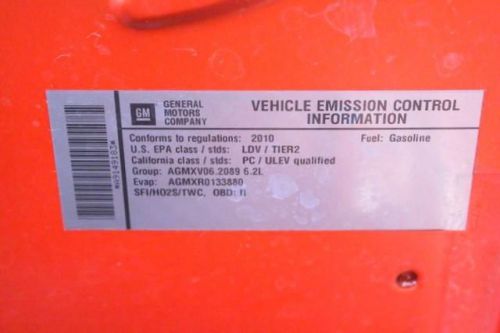 GM
GENERAL MOTORS COMPANY
VEHICLE EMISSION CONTROL
INFORMATION
Conforms to regulations: 2010 Fuel: Gasoline
U.S. EPA class / stds: LDV / TIER2
California class / stds: PC / ULEV qualified
Group: AGMXV06.2089 6.2L
Evap: AGMXR0133880
SFI/HO2S/TWC, OBD: II